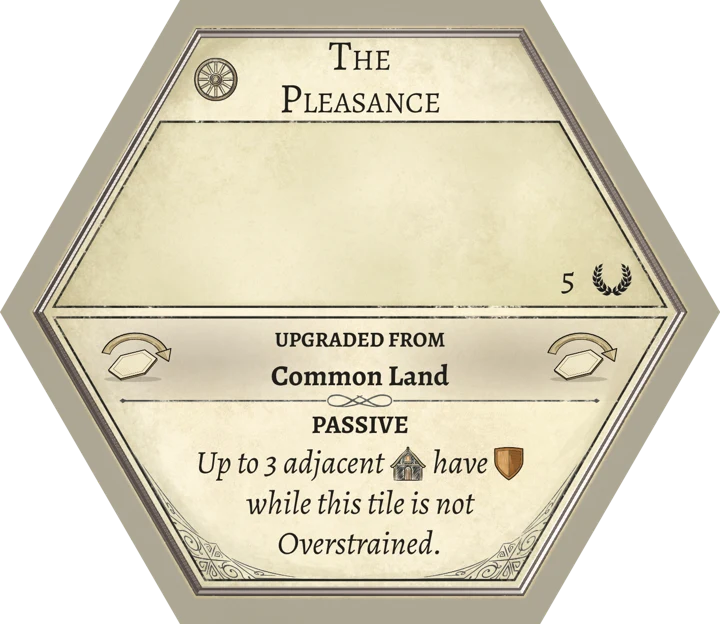 The
Pleasance
5
UPGRADED FROM
Common Land
PASSIVE
Up to 3 adjacent have
while this tile is not
Overstrained.